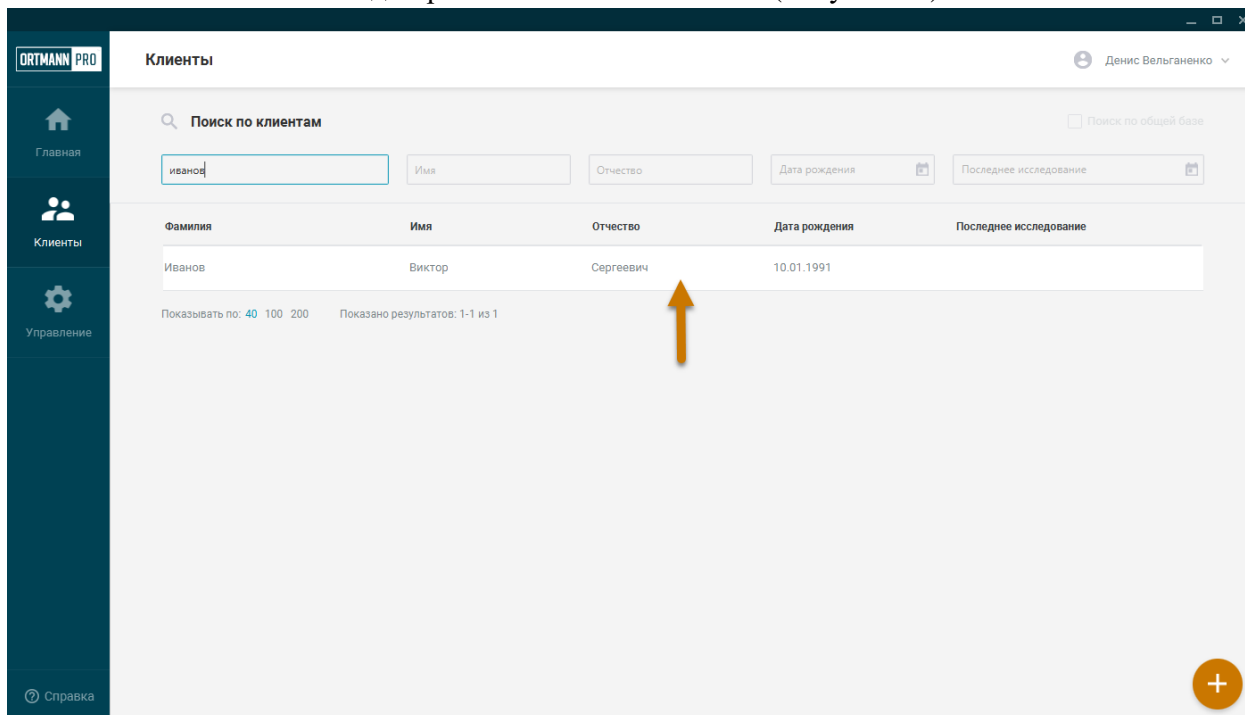 ORTMANN PRO
Клиенты
Денис Вельганенко
Главная
Клиенты
Управление
Справка
Поиск по клиентам
Поиск по общей базе
иванов
Имя
Отчество
Дата рождения
Последнее исследование
Фамилия Имя Отчество Дата рождения Последнее исследование
Иванов Виктор Сергеевич 10.01.1991
Показывать по: 40 100 200 Показано результатов: 1-1 из 1